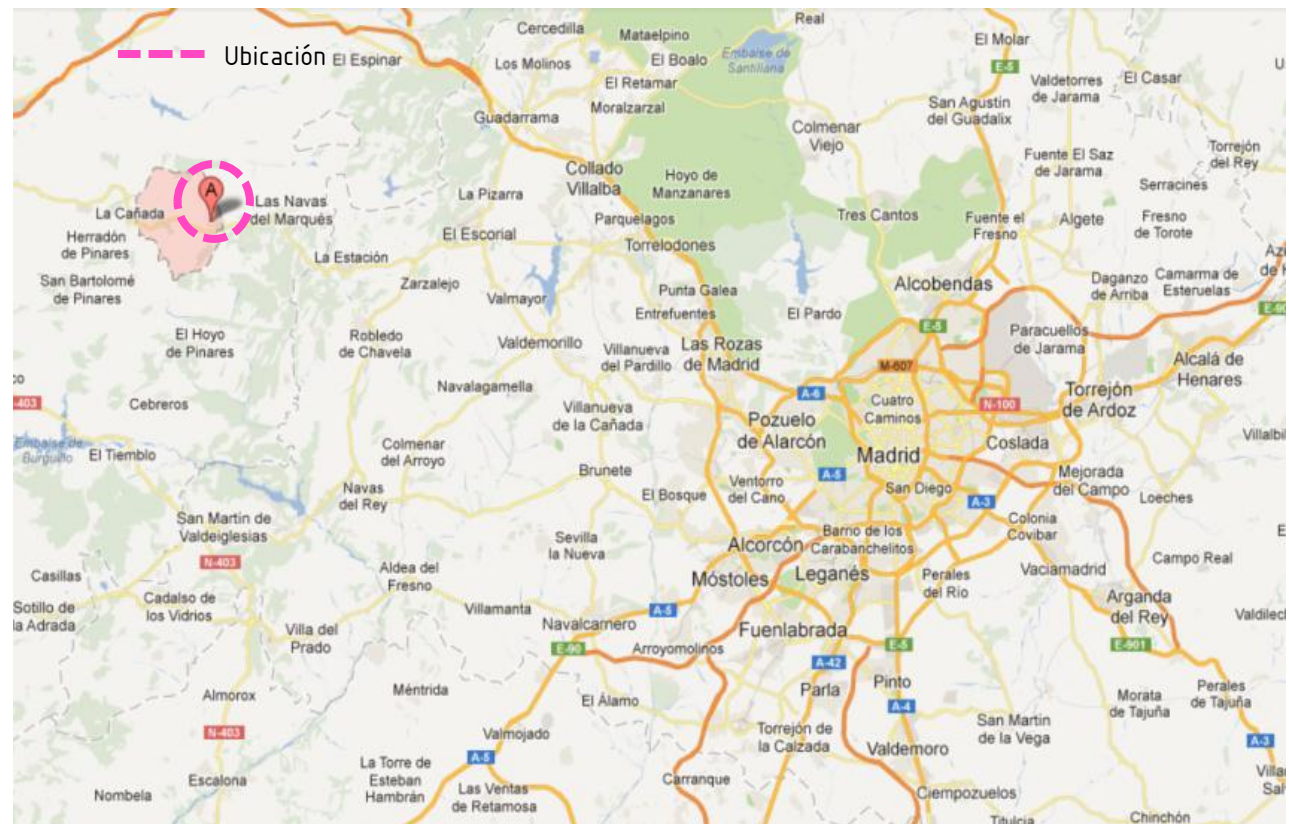 Ubicación
Cercedilla
Mataelpino
Real
El Molar
El Espinar
Los Molinos
El Boalo
Embalse de
Santillana
E-5
Valdetorres
de Jarama
El Casar
El Retamar
Moralzarzal
San Agustín
del Guadalix
Guadarrama
Colmenar
Viejo
Torrejón
del Rey
Fuente El Saz
de Jarama
Collado
Villalba
Hoyo de
Manzanares
Serracines
A
La Pizarra
Las Navas
del Marqués
La Cañada
Parquelagos
Tres Cantos
Fuente el
Fresno
Algete
Fresno
de Torote
Herradón
de Pinares
El Escorial
Torrelodones
La Estación
San Bartolomé
de Pinares
Zarzalejo
Valmayor
Punta Galea
Alcobendas
Daganzo
de Arriba
Camarma de
Esteruelas
Entrefuentes
El Pardo
E-5
El Hoyo
de Pinares
Robledo
de Chavela
Valdemorillo
Villanueva
del Pardillo
Las Rozas
de Madrid
Paracuellos
de Jarama
M-607
Alcalá de
Henares
Navalagamella
A-6
Cuatro
Caminos
N-100
Torrejón
de Ardoz
-403
Cebreros
Villanueva
de la Cañada
Pozuelo
de Alarcón
Coslada
Embalse de
Burguillo
El Tiemblo
Colmenar
del Arroyo
Madrid
Brunete
A-5
Mejorada
del Campo
Navas
del Rey
El Bosque
Ventorro
del Cano
San Diego
A-3
Loeches
San Martín de
Valdeiglesias
Sevilla
la Nueva
Barrio de los
Carabanchelitos
Alcorcón
Colonia
Covibar
N-403
Campo Real
Casillas
Aldea del
Fresno
Móstoles
Leganés
Perales
del Río
Vaciamadrid
Sotillo de
la Adrada
Cadalso de
los Vidrios
Villamanta
A-5
Navalcarnero
Arganda
del Rey
Villa del
Prado
Fuenlabrada
E-90
Arroyomolinos
E-5
E-901
A-42
Almorox
Méntrida
El Álamo
Parla
Pinto
A-4
Morata
de Tajuña
Perales
de Tajuña
N-403
Valmojado
Torrejón de
la Calzada
San Martin
de la Vega
Valdemoro
A-3
A-5
La Torre de
Esteban
Hambrán
Escalona
Nombela
Las Ventas
de Retamosa
Carranque
Ciempozuelos
Titulcia
Chinchón